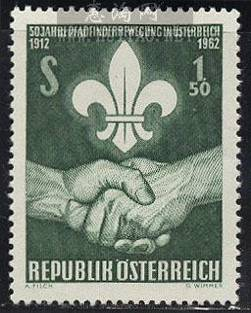 50 JAHRE PFADFINDERBEWEGUNG IN ÖSTERREICH
1912 1962
S 1.50
REPUBLIK ÖSTERREICH
A. PILCH G. WIMMER